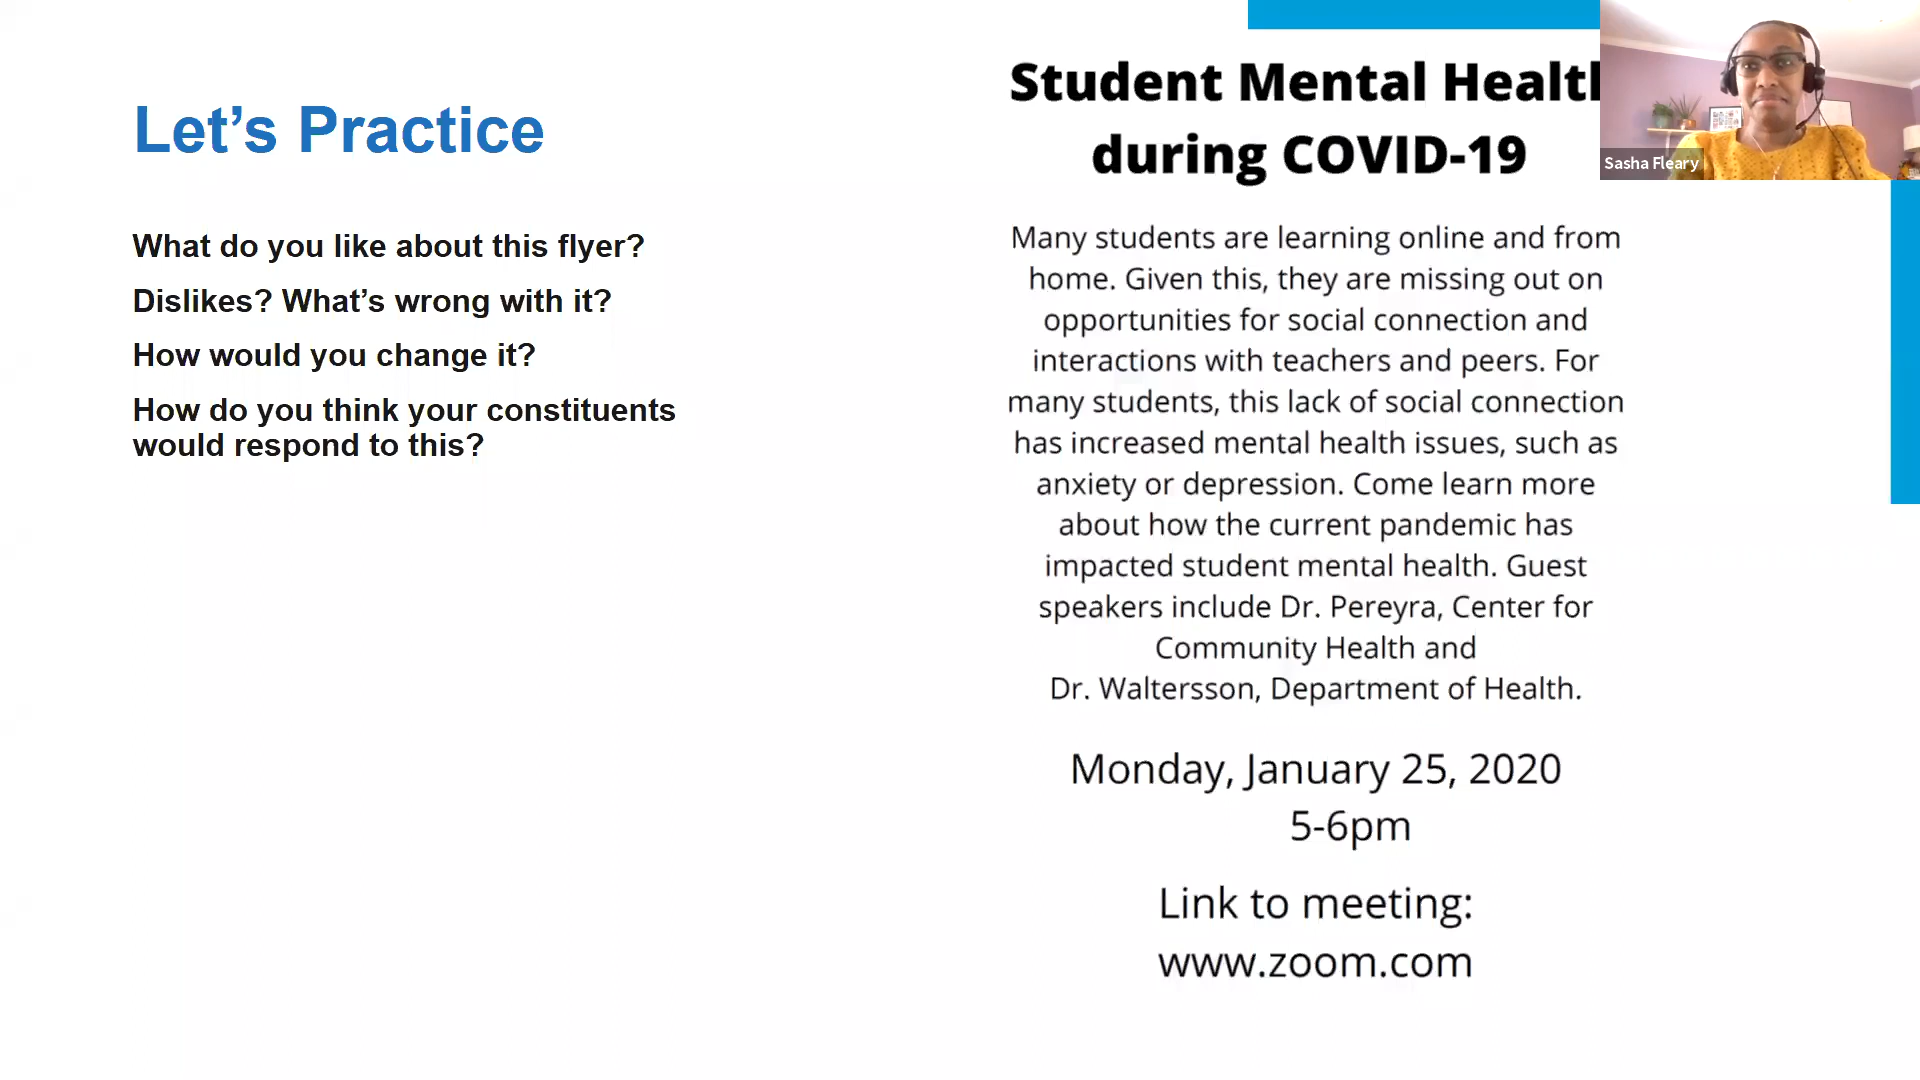 Let’s Practice
What do you like about this flyer?
Dislikes? What’s wrong with it?
How would you change it?
How do you think your constituents
would respond to this?
Student Mental Health
during COVID-19
Many students are learning online and from
home. Given this, they are missing out on
opportunities for social connection and
interactions with teachers and peers. For
many students, this lack of social connection
has increased mental health issues, such as
anxiety or depression. Come learn more
about how the current pandemic has
impacted student mental health. Guest
speakers include Dr. Pereyra, Center for
Community Health and
Dr. Waltersson, Department of Health.
Monday, January 25, 2020
5-6pm
Link to meeting:
www.zoom.com
Sasha Fleary